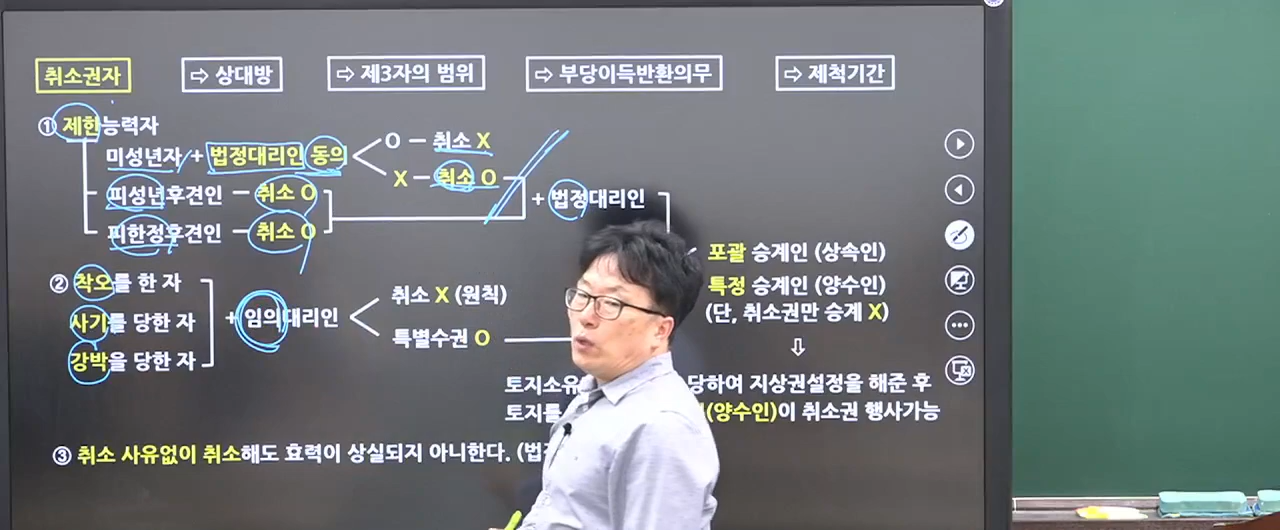 취소권자 ⇨ 상대방 ⇨ 제3자의 범위 ⇨ 부당이득반환의무 ⇨ 제척기간
① 제한능력자
미성년자 + 법정대리인 동의
O – 취소 X
X – 취소 O
피성년후견인 – 취소 O
피한정후견인 – 취소 O
+ 법정대리인
② 착오를 한 자
사기를 당한 자
강박을 당한 자
+ 임의대리인
취소 X (원칙)
특별수권 O
포괄 승계인 (상속인)
특정 승계인 (양수인)
(단, 취소권만 승계 X)
⇩
토지소유 당하여 지상권설정을 해준 후
토지를 (양수인)이 취소권 행사가능
③ 취소 사유없이 취소해도 효력이 상실되지 아니한다. (법